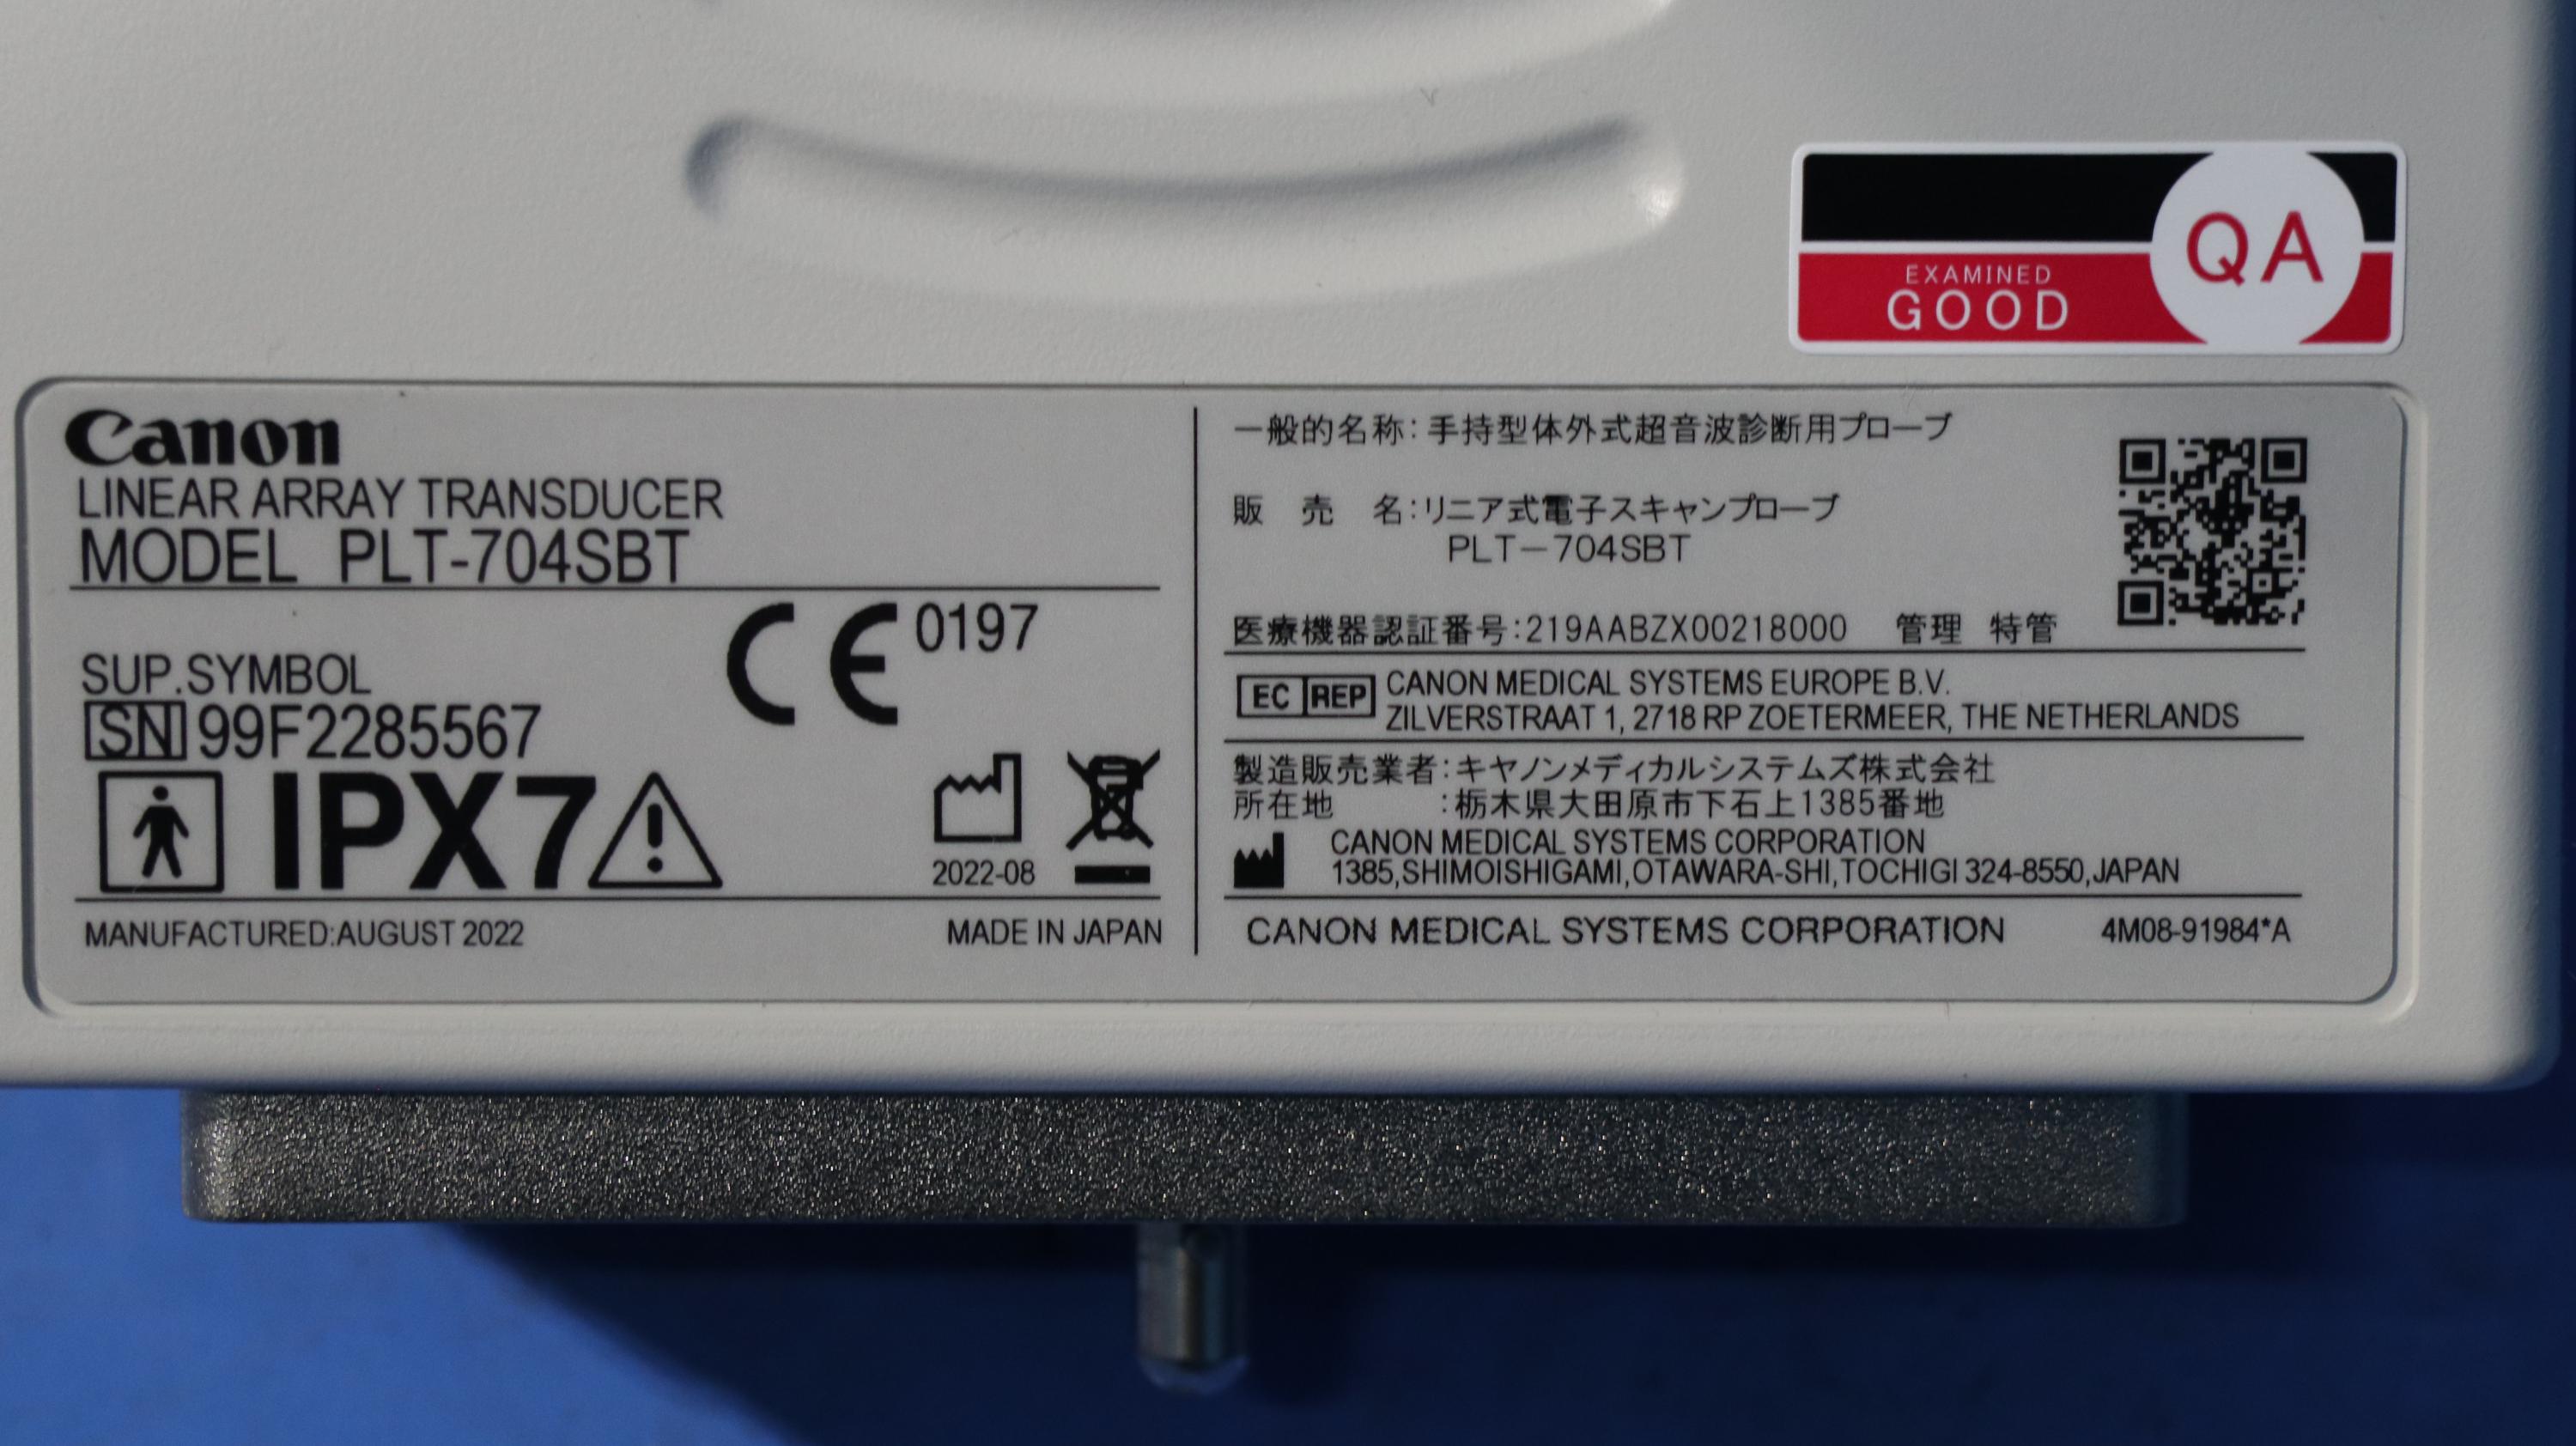 EXAMINED
GOOD
QA
Canon
LINEAR ARRAY TRANSDUCER
MODEL PLT-704SBT
CE 0197
SUP.SYMBOL
SN 99F2285567
IPX7
2022-08
MANUFACTURED:AUGUST 2022
MADE IN JAPAN
一般的名称:手持型体外式超音波診断用プローブ
販 売 名:リニア式電子スキャンプローブ
PLT-704SBT
医療機器認証番号:219AABZX00218000 管理 特管
EC REP CANON MEDICAL SYSTEMS EUROPE B.V.
ZILVERSTRAAT 1, 2718 RP ZOETERMEER, THE NETHERLANDS
製造販売業者:キヤノンメディカルシステムズ株式会社
所在地 :栃木県大田原市下石上1385番地
CANON MEDICAL SYSTEMS CORPORATION
1385,SHIMOISHIGAMI,OTAWARA-SHI,TOCHIGI 324-8550,JAPAN
CANON MEDICAL SYSTEMS CORPORATION
4M08-91984*A